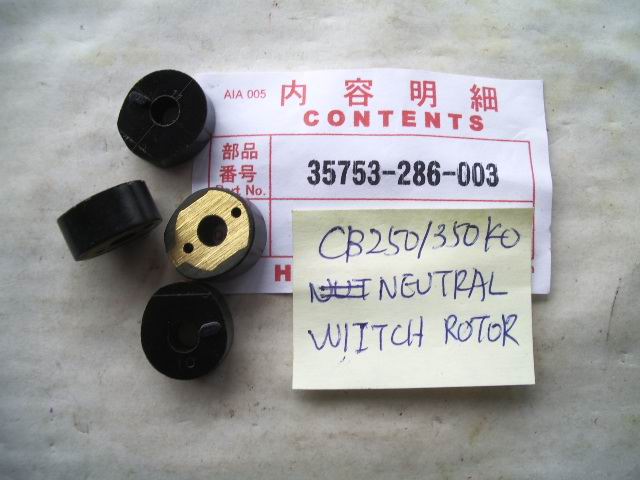 AIA 005
内容明細
CONTENTS
部品
番号
Part No.
35753-286-003
H
CB250/350K0
NEUTRAL
WIITCH ROTOR